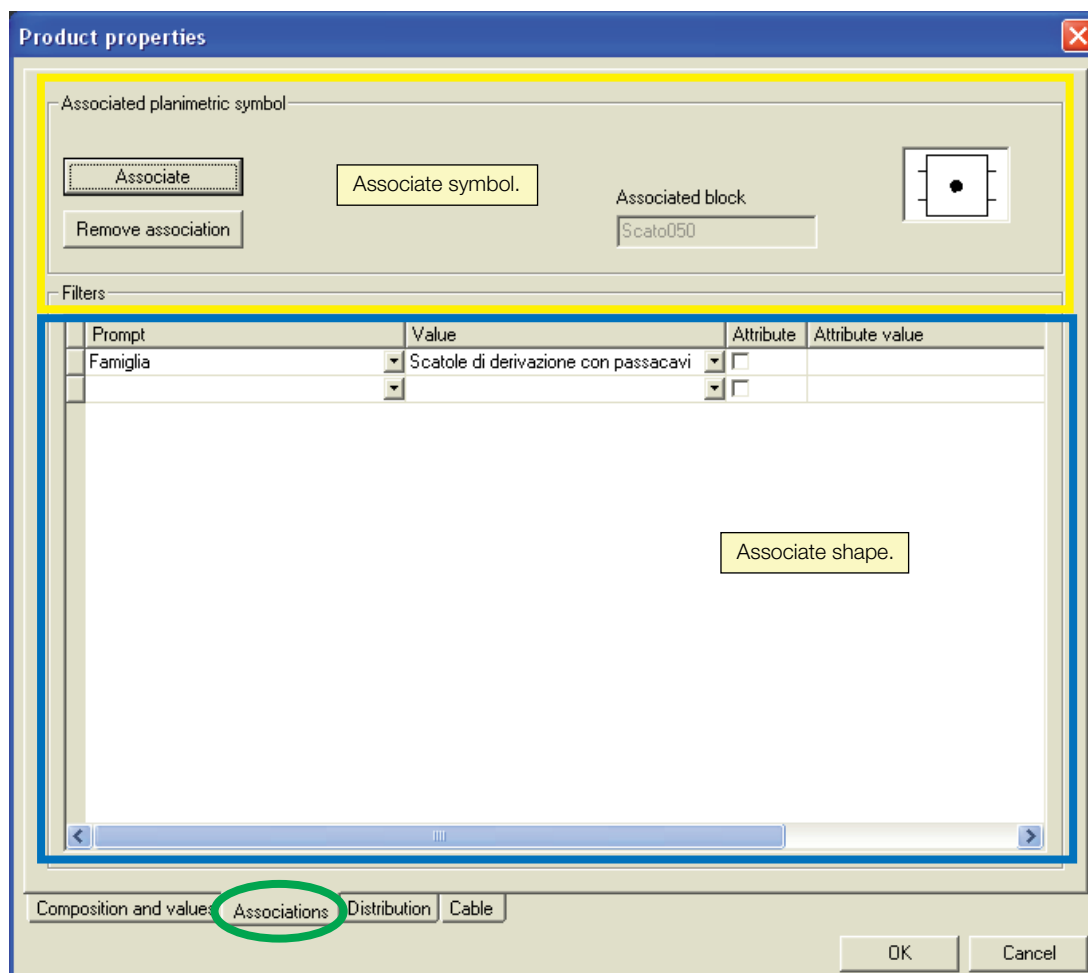 Product properties
Associated planimetric symbol
Associate
Associate symbol.
Associated block
Remove association
Scato050
Filters
Prompt Value Attribute Attribute value
Famiglia Scatole di derivazione con passacavi
Associate shape.
Composition and values Associations Distribution Cable
OK Cancel